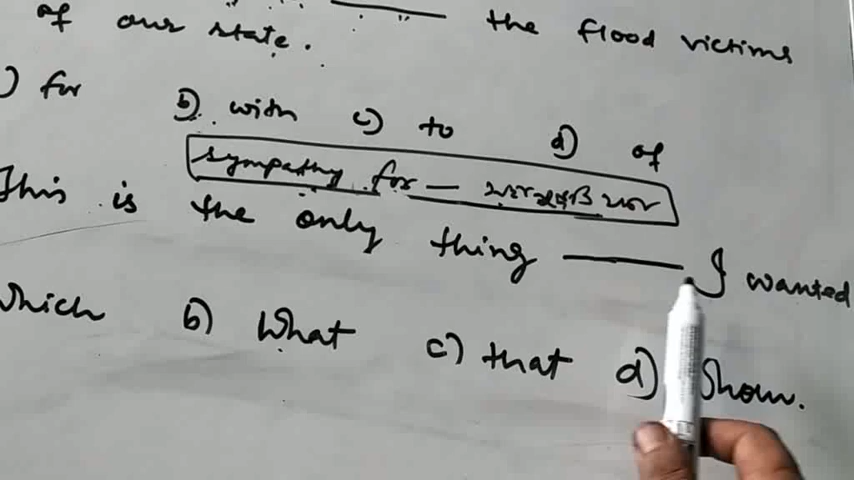 of our state. the flood victims
) for b) with c) to d) of
sympathy for —
This is the only thing I wanted
which b) What c) that d) Whom.